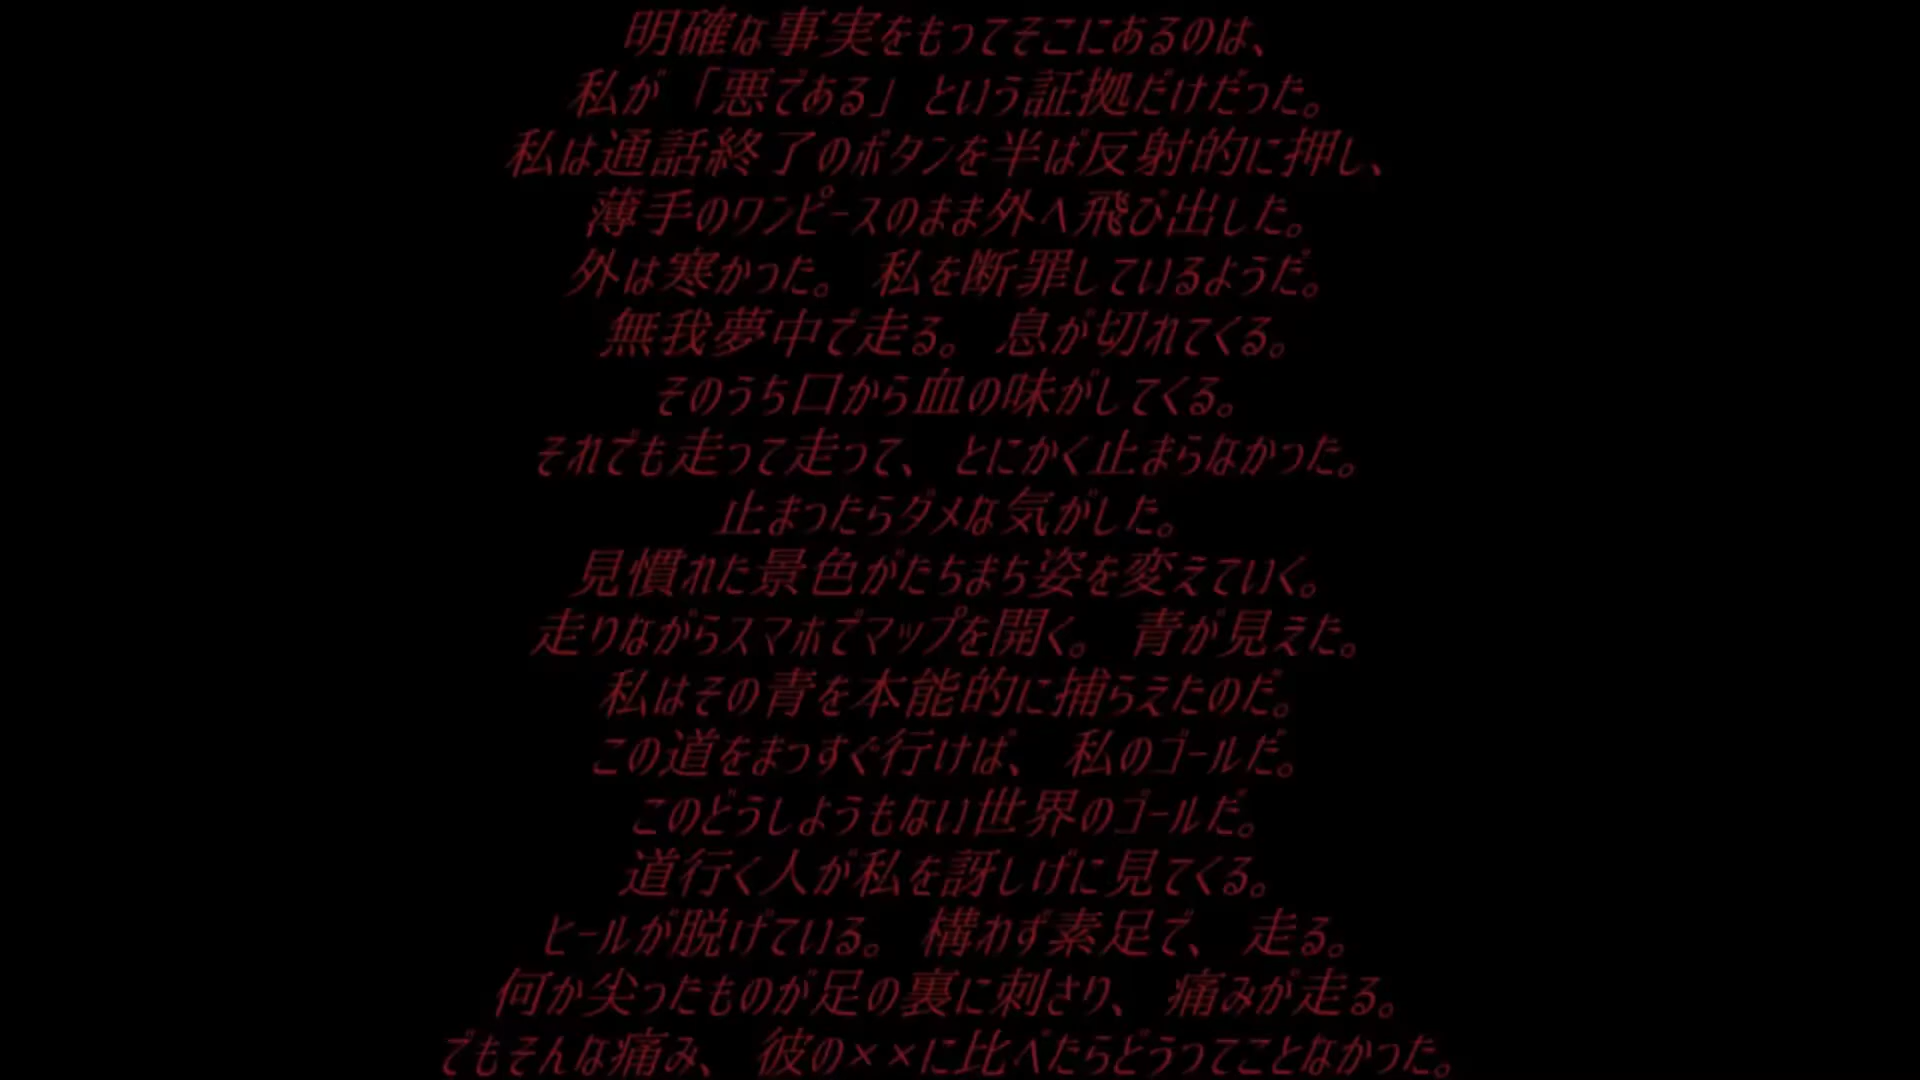 明確な事実をもってそこにあるのは、
私が「悪である」という証拠だけだった。
私は通話終了のボタンを半ば反射的に押し、
薄手のワンピースのまま外へ飛び出した。
外は寒かった。 私を断罪しているようだ。
無我夢中で走る。 息が切れてくる。
そのうち口から血の味がしてくる。
それでも走って走って、 とにかく止まらなかった。
止まったらダメな気がした。
見慣れた景色がたちまち姿を変えていく。
走りながらスマホでマップを開く。 青が見えた。
私はその青を本能的に捕らえたのだ。
この道をまっすぐ行けば、 私のゴールだ。
このどうしようもない世界のゴールだ。
道行く人が私を訝しげに見てくる。
ヒールが脱げている。 構わず素足で、 走る。
何か尖ったものが足の裏に刺さり、 痛みが走る。
でもそんな痛み、 彼の××に比べたらどうってことなかった。